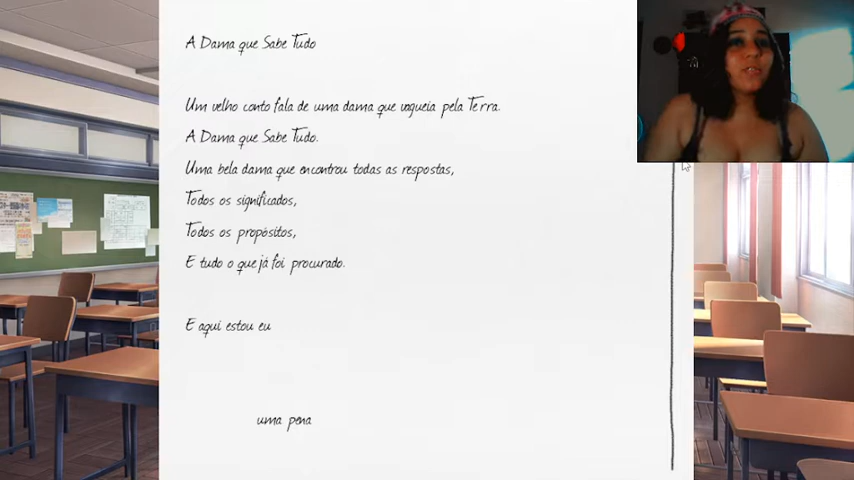 A Dama que Sabe Tudo
Um velho conto fala de uma dama que vagueia pela Terra.
A Dama que Sabe Tudo.
Uma bela dama que encontrou todas as respostas,
Todos os significados,
Todos os propósitos,
E tudo o que já foi procurado.
E aqui estou eu
uma pena